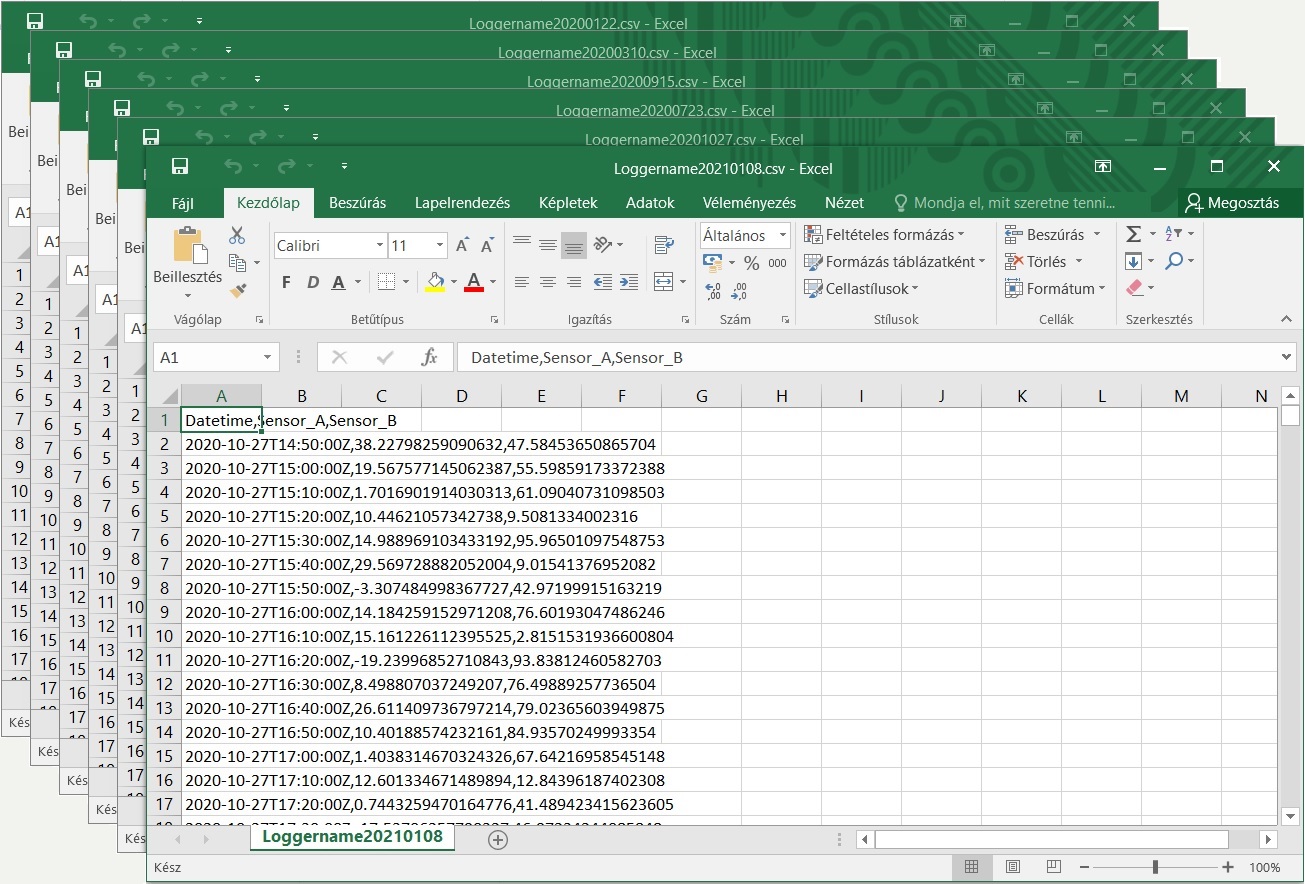 Loggername20200122.csv - Excel
Loggername20200310.csv - Excel
Loggername20200915.csv - Excel
Loggername20200723.csv - Excel
Loggername20201027.csv - Excel
Loggername20210108.csv - Excel
Fájl Kezdőlap Beszúrás Lapelrendezés Képletek Adatok Véleményezés Nézet Mondja el, mit szeretne tenni... Megosztás
Beillesztés
Calibri 11
F D A A
Általános
% 000
Feltételes formázás
Formázás táblázatként
Cellastílusok
Beszúrás
Törlés
Formátum
Vágólap Betűtípus Igazítás Szám Stílusok Cellák Szerkesztés
A1 fx Datetime,Sensor_A,Sensor_B
A B C D E F G H I J K L M N
1 Datetime,Sensor_A,Sensor_B
2 2020-10-27T14:50:00Z,38.22798259090632,47.58453650865704
3 2020-10-27T15:00:00Z,19.567577145062387,55.59859173372388
4 2020-10-27T15:10:00Z,1.7016901914030313,61.09040731098503
5 2020-10-27T15:20:00Z,10.44621057342738,9.5081334002316
6 2020-10-27T15:30:00Z,14.988969103433192,95.96501097548753
7 2020-10-27T15:40:00Z,29.569728882052004,9.01541376952082
8 2020-10-27T15:50:00Z,-3.307484998367727,42.97199915163219
9 2020-10-27T16:00:00Z,14.184259152971208,76.60193047486246
10 2020-10-27T16:10:00Z,15.161226112395525,2.8151531936600804
11 2020-10-27T16:20:00Z,-19.23996852710843,93.83812460582703
12 2020-10-27T16:30:00Z,8.498807037249207,76.49889257736504
13 2020-10-27T16:40:00Z,26.611409736797214,79.02365603949875
14 2020-10-27T16:50:00Z,10.40188574232161,84.93570249993354
15 2020-10-27T17:00:00Z,1.4038314670324326,67.64216958545148
16 2020-10-27T17:10:00Z,12.601334671489894,12.84396187402308
17 2020-10-27T17:20:00Z,0.7443259470164776,41.489423415623605
Loggername20210108
Kész 100%